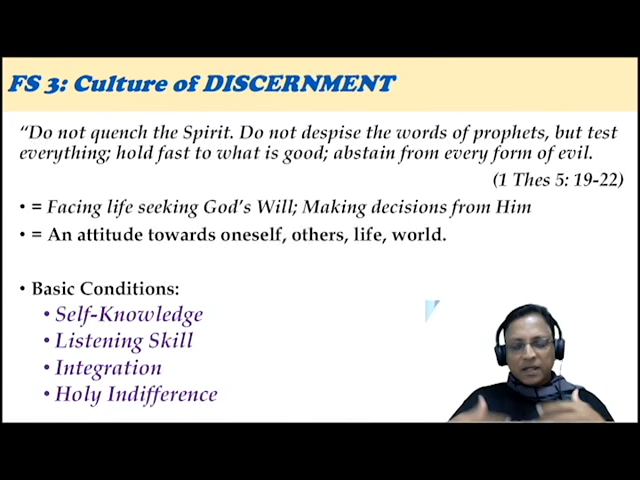 FS 3: Culture of DISCERNMENT
“Do not quench the Spirit. Do not despise the words of prophets, but test
everything; hold fast to what is good; abstain from every form of evil.
(1 Thes 5: 19-22)
• = Facing life seeking God’s Will; Making decisions from Him
• = An attitude towards oneself, others, life, world.
• Basic Conditions:
• Self-Knowledge
• Listening Skill
• Integration
• Holy Indifference